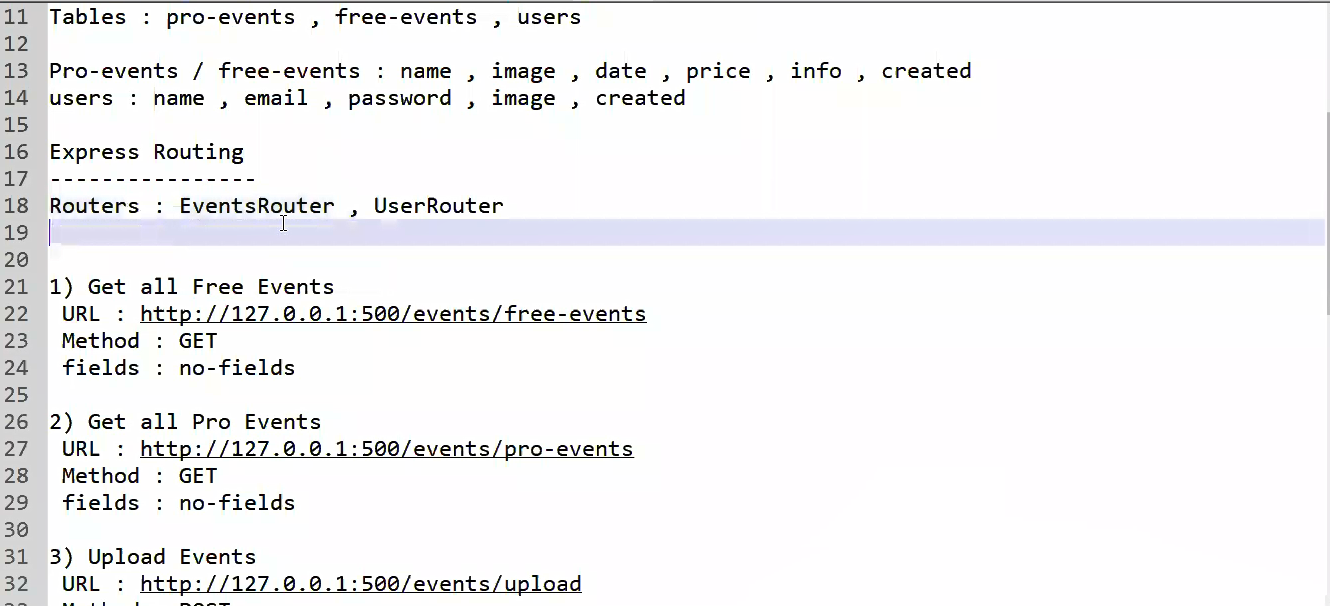 11 Tables : pro-events , free-events , users
12
13 Pro-events / free-events : name , image , date , price , info , created
14 users : name , email , password , image , created
15
16 Express Routing
17 ----------------
18 Routers : EventsRouter , UserRouter
19
20
21 1) Get all Free Events
22 URL : http://127.0.0.1:500/events/free-events
23 Method : GET
24 fields : no-fields
25
26 2) Get all Pro Events
27 URL : http://127.0.0.1:500/events/pro-events
28 Method : GET
29 fields : no-fields
30
31 3) Upload Events
32 URL : http://127.0.0.1:500/events/upload